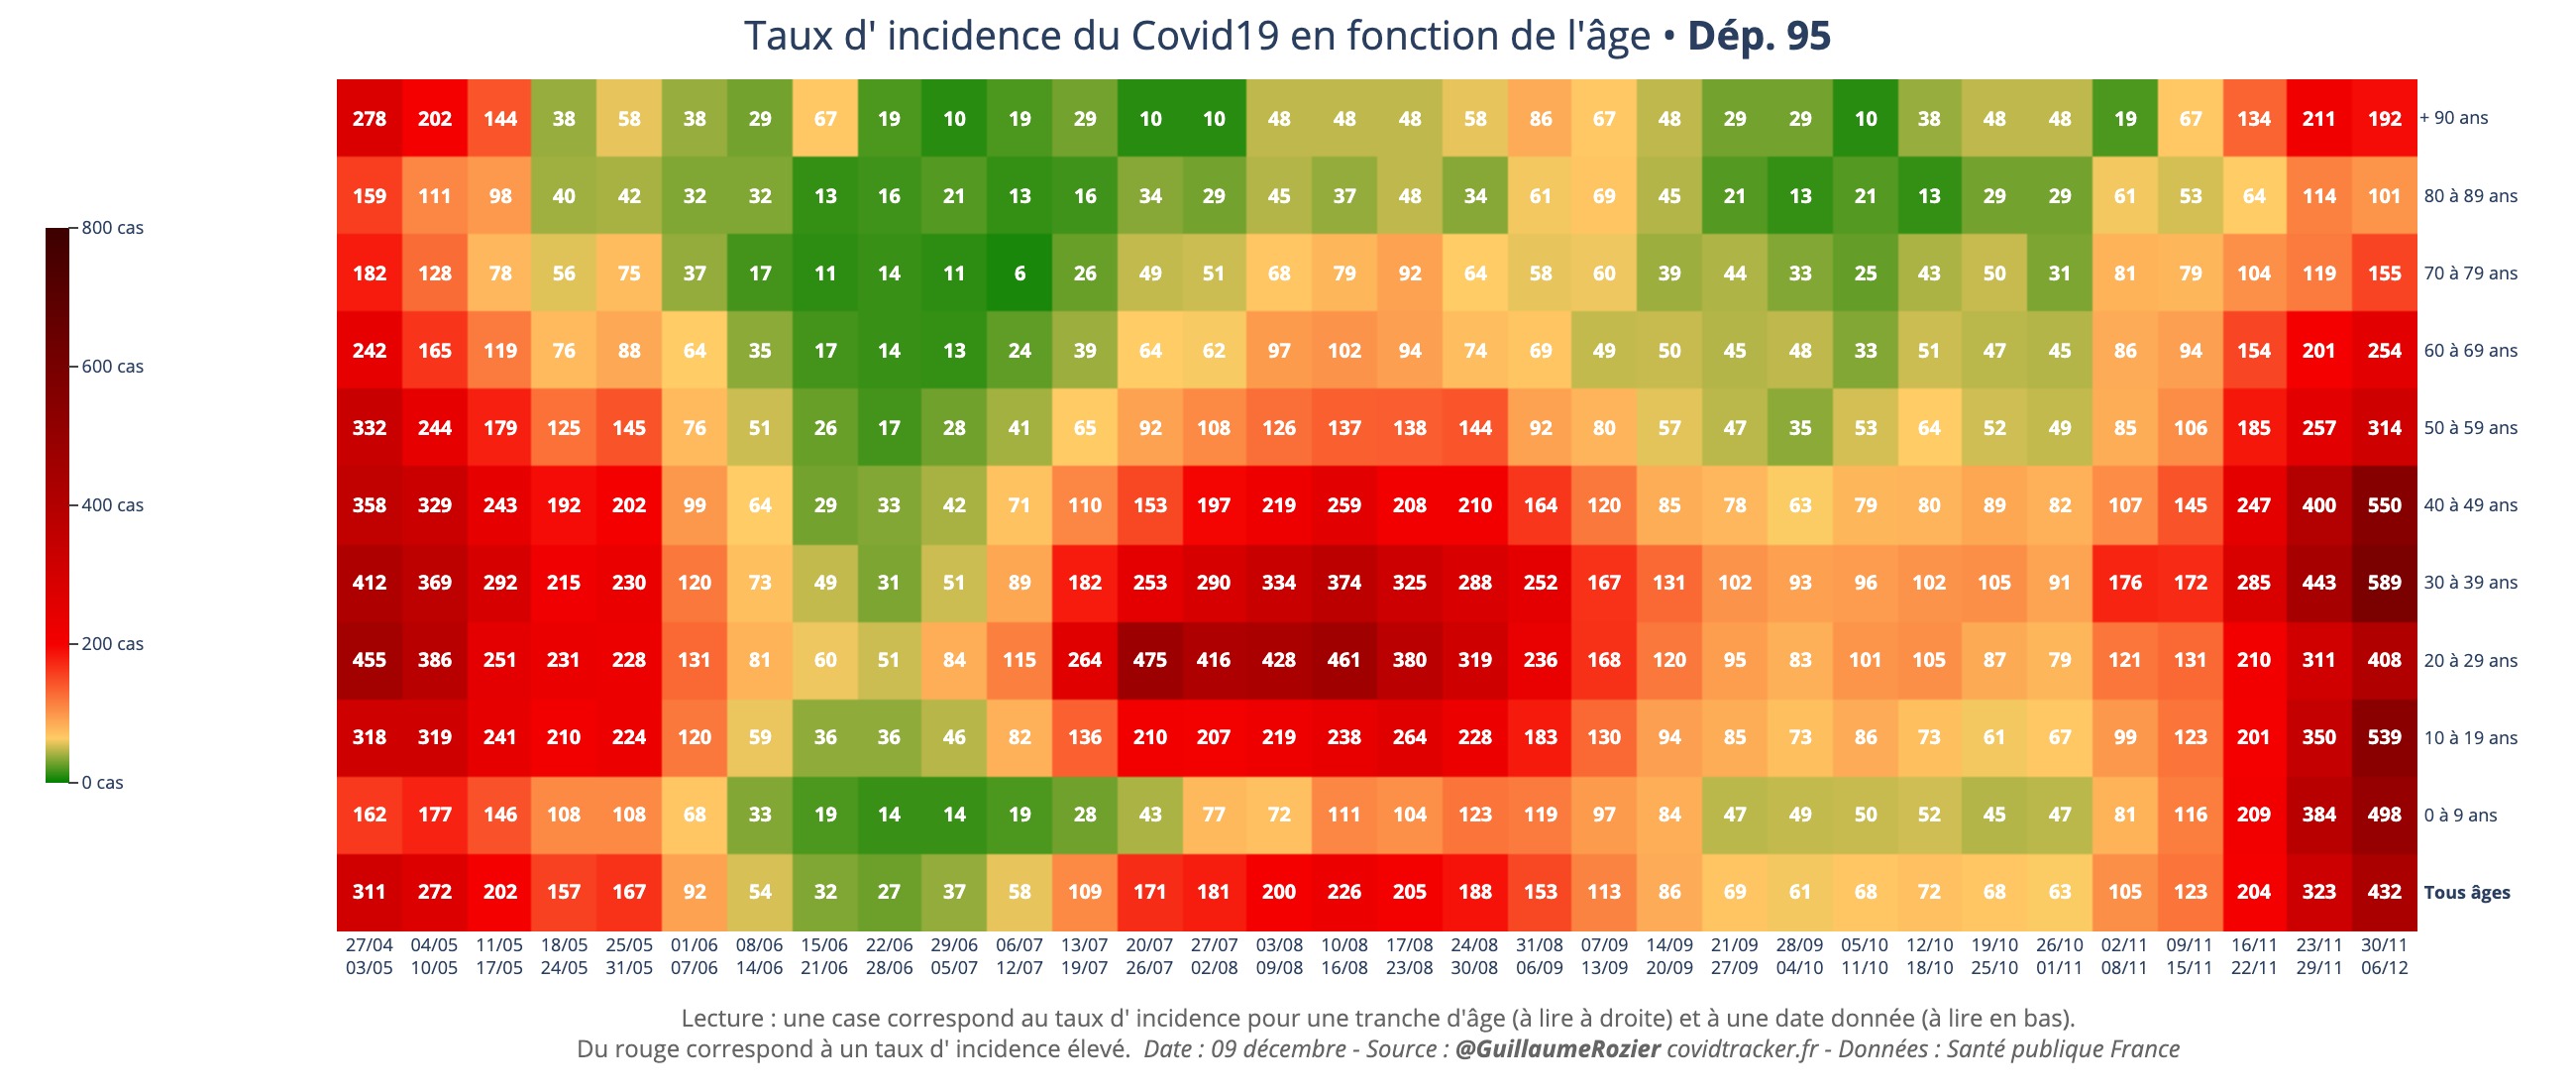 Taux d' incidence du Covid19 en fonction de l'âge • Dép. 95
800 cas
600 cas
400 cas
200 cas
0 cas
278 202 144 38 58 38 29 67 19 10 19 29 10 10 48 48 48 58 86 67 48 29 29 10 38 48 48 19 67 134 211 192 + 90 ans
159 111 98 40 42 32 32 13 16 21 13 16 34 29 45 37 48 34 61 69 45 21 13 21 13 29 29 61 53 64 114 101 80 à 89 ans
182 128 78 56 75 37 17 11 14 11 6 26 49 51 68 79 92 64 58 60 39 44 33 25 43 50 31 81 79 104 119 155 70 à 79 ans
242 165 119 76 88 64 35 17 14 13 24 39 64 62 97 102 94 74 69 49 50 45 48 33 51 47 45 86 94 154 201 254 60 à 69 ans
332 244 179 125 145 76 51 26 17 28 41 65 92 108 126 137 138 144 92 80 57 47 35 53 64 52 49 85 106 185 257 314 50 à 59 ans
358 329 243 192 202 99 64 29 33 42 71 110 153 197 219 259 208 210 164 120 85 78 63 79 80 89 82 107 145 247 400 550 40 à 49 ans
412 369 292 215 230 120 73 49 31 51 89 182 253 290 334 374 325 288 252 167 131 102 93 96 102 105 91 176 172 285 443 589 30 à 39 ans
455 386 251 231 228 131 81 60 51 84 115 264 475 416 428 461 380 319 236 168 120 95 83 101 105 87 79 121 131 210 311 408 20 à 29 ans
318 319 241 210 224 120 59 36 36 46 82 136 210 207 219 238 264 228 183 130 94 85 73 86 73 61 67 99 123 201 350 539 10 à 19 ans
162 177 146 108 108 68 33 19 14 14 19 28 43 77 72 111 104 123 119 97 84 47 49 50 52 45 47 81 116 209 384 498 0 à 9 ans
311 272 202 157 167 92 54 32 27 37 58 109 171 181 200 226 205 188 153 113 86 69 61 68 72 68 63 105 123 204 323 432 Tous âges
27/04 04/05 11/05 18/05 25/05 01/06 08/06 15/06 22/06 29/06 06/07 13/07 20/07 27/07 03/08 10/08 17/08 24/08 31/08 07/09 14/09 21/09 28/09 05/10 12/10 19/10 26/10 02/11 09/11 16/11 23/11 30/11
03/05 10/05 17/05 24/05 31/05 07/06 14/06 21/06 28/06 05/07 12/07 19/07 26/07 02/08 09/08 16/08 23/08 30/08 06/09 13/09 20/09 27/09 04/10 11/10 18/10 25/10 01/11 08/11 15/11 22/11 29/11 06/12
Lecture : une case correspond au taux d' incidence pour une tranche d'âge (à lire à droite) et à une date donnée (à lire en bas).
Du rouge correspond à un taux d' incidence élevé. Date : 09 décembre - Source : @GuillaumeRozier covidtracker.fr - Données : Santé publique France